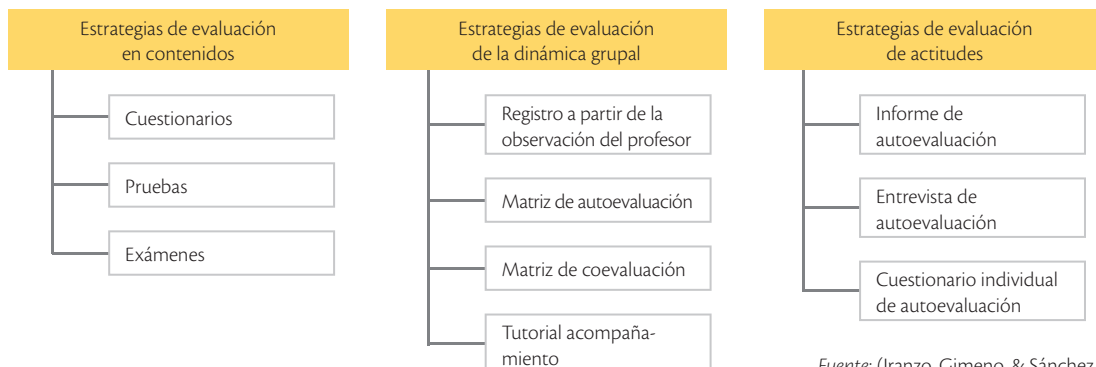 Estrategias de evaluación
en contenidos
Cuestionarios
Pruebas
Exámenes
Estrategias de evaluación
de la dinámica grupal
Registro a partir de la
observación del profesor
Matriz de autoevaluación
Matriz de coevaluación
Tutorial acompaña-
miento
Estrategias de evaluación
de actitudes
Informe de
autoevaluación
Entrevista de
autoevaluación
Cuestionario individual
de autoevaluación
Fuente: (Iranzo, Gimeno, & Sánchez